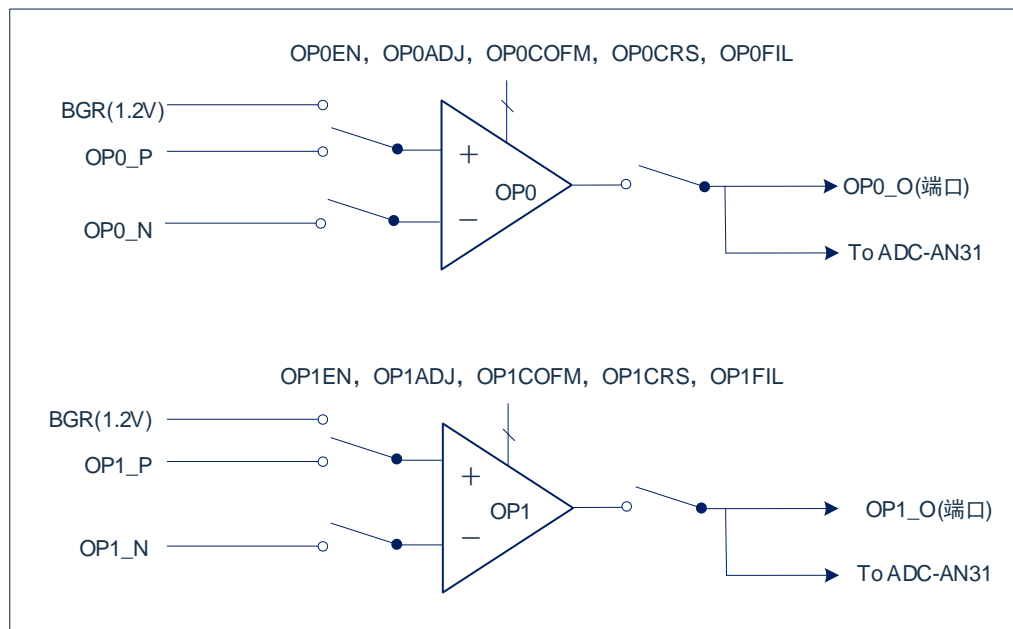 OP0EN，OP0ADJ，OP0COFM，OP0CRS，OP0FIL
BGR(1.2V)
OP0_P
OP0_N
+
−
OP0
OP0_O(端口)
To ADC-AN31
OP1EN，OP1ADJ，OP1COFM，OP1CRS，OP1FIL
BGR(1.2V)
OP1_P
OP1_N
+
−
OP1
OP1_O(端口)
To ADC-AN31